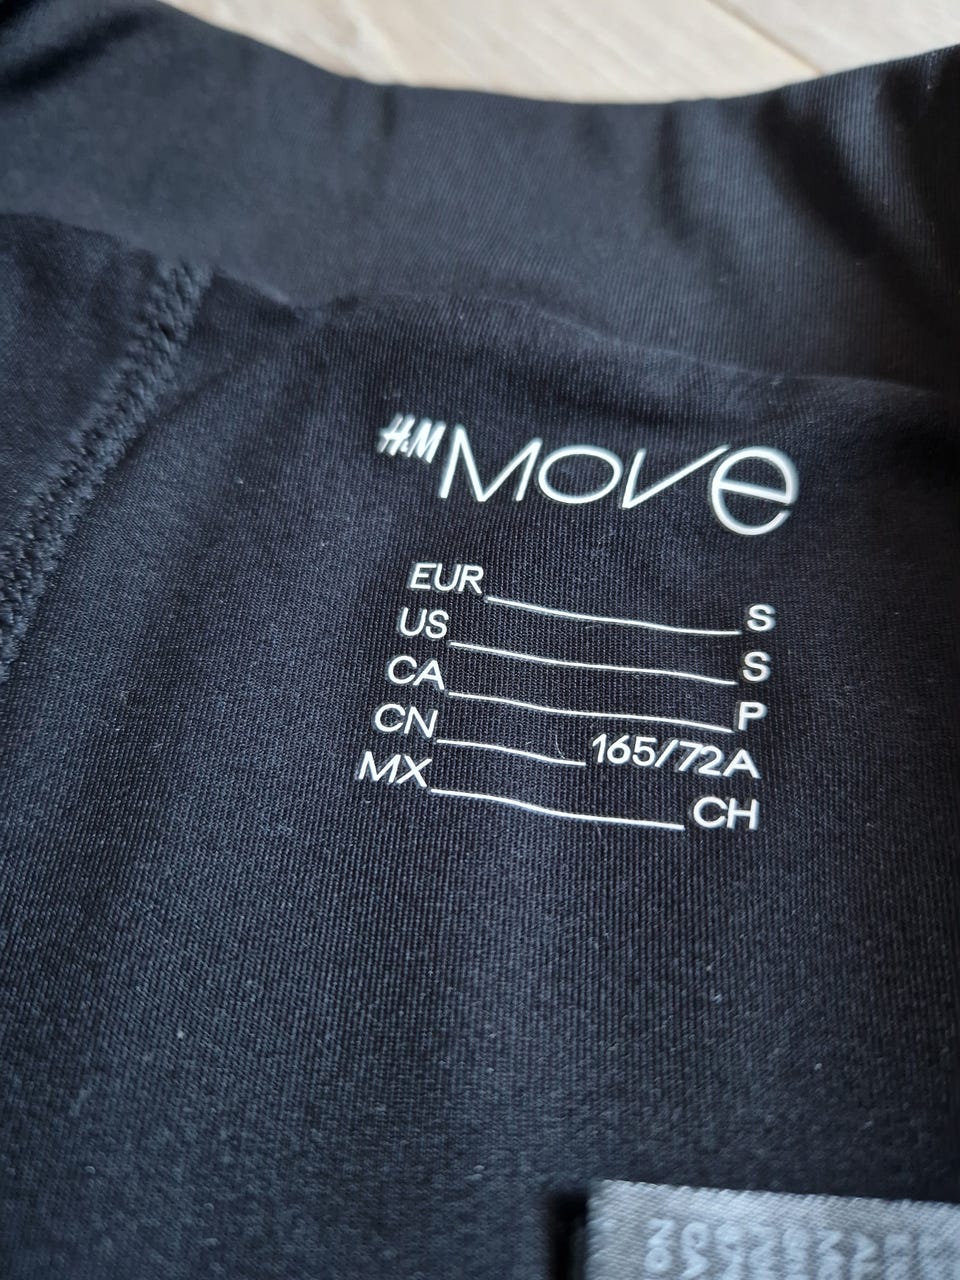 H&M Move
EUR S
US S
CA P
CN 165/72A
MX CH